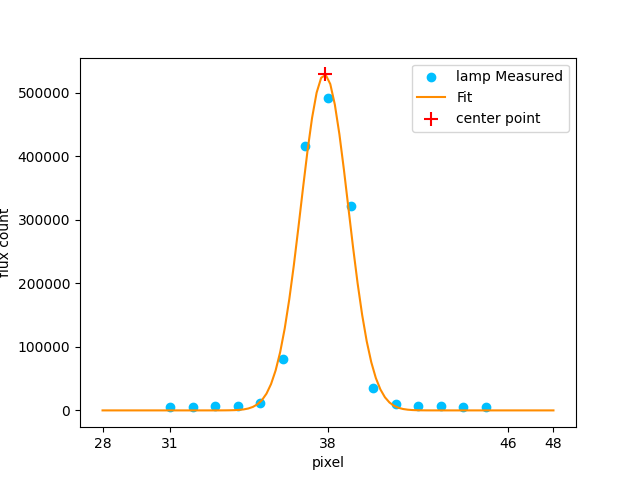 500000
400000
300000
200000
100000
0
flux count
28
31
38
46
48
pixel
lamp Measured
Fit
center point